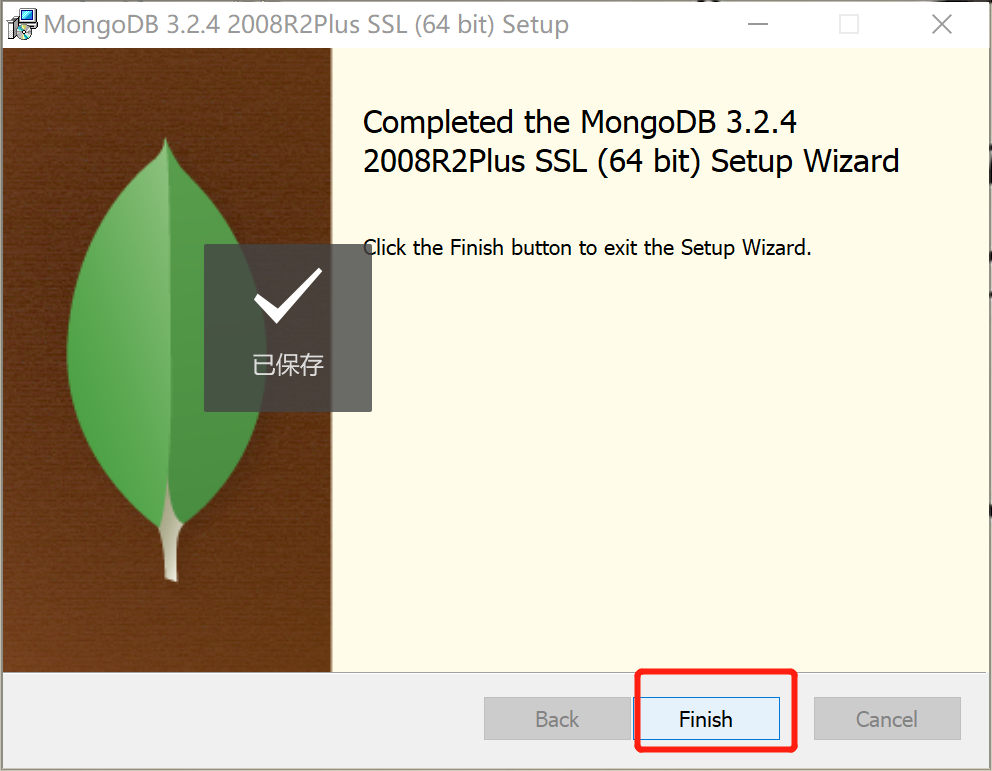 MongoDB 3.2.4 2008R2Plus SSL (64 bit) Setup
Completed the MongoDB 3.2.4
2008R2Plus SSL (64 bit) Setup Wizard
Click the Finish button to exit the Setup Wizard.
已保存
Back
Finish
Cancel